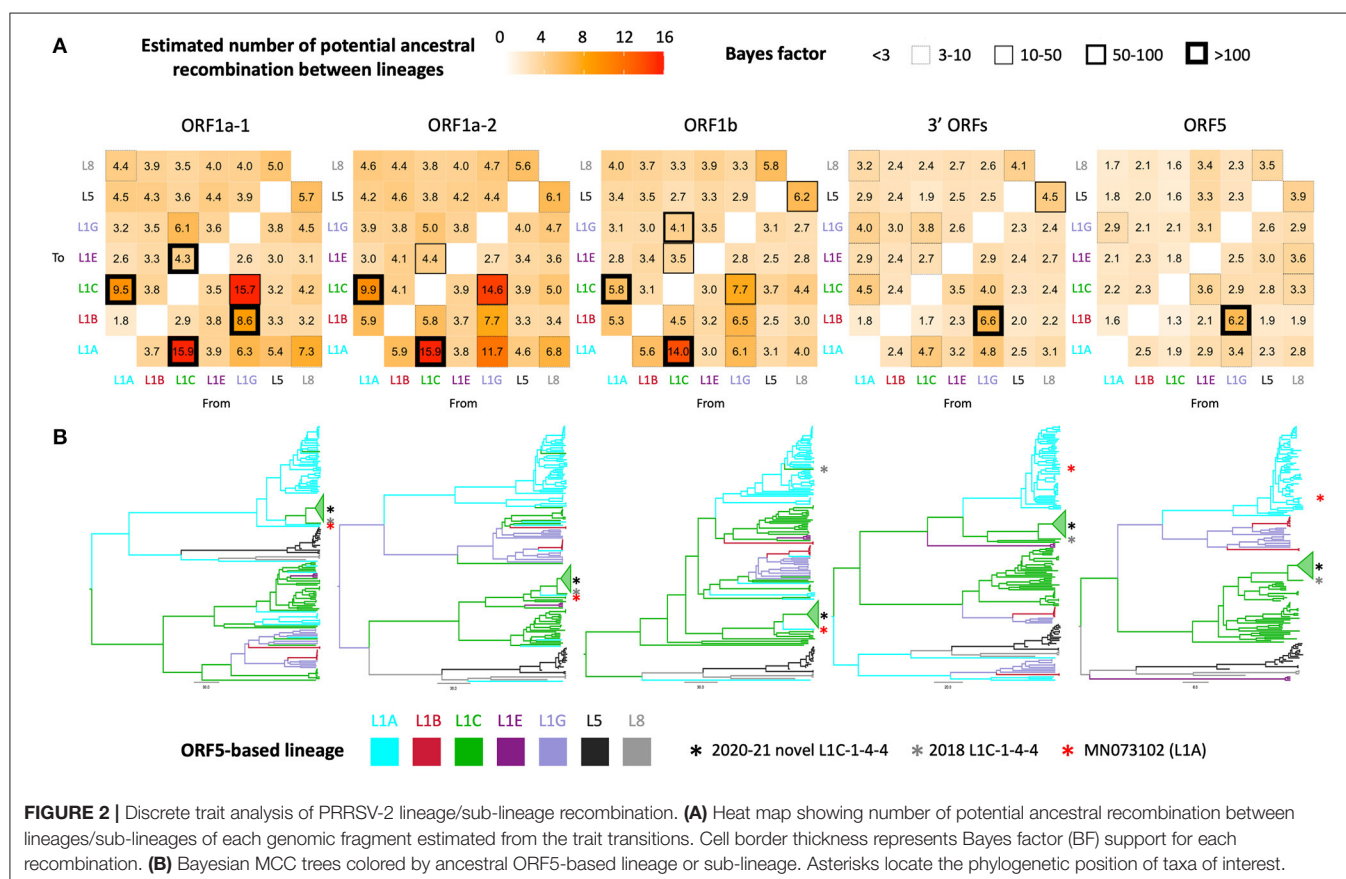 A
Estimated number of potential ancestral
recombination between lineages
0 4 8 12 16
Bayes factor <3 3-10 10-50 50-100 >100
ORF1a-1 ORF1a-2 ORF1b 3' ORFs ORF5
L8 4.4 3.9 3.5 4.0 4.0 5.0 L8 4.6 4.4 3.8 4.0 4.7 5.6 L8 4.0 3.7 3.3 3.9 3.3 5.8 L8 3.2 2.4 2.4 2.7 2.6 4.1 L8 1.7 2.1 1.6 3.4 2.3 3.5
L5 4.5 4.3 3.6 4.4 3.9 5.7 L5 4.2 4.2 3.8 4.2 4.4 6.1 L5 3.4 3.5 2.7 3.3 2.9 6.2 L5 2.9 2.4 1.9 2.5 2.5 4.5 L5 1.8 2.0 1.6 3.3 2.3 3.9
L1G 3.2 3.5 6.1 3.6 3.8 4.5 L1G 3.9 3.8 5.0 3.8 4.0 4.7 L1G 3.1 3.0 4.1 3.5 3.1 2.7 L1G 4.0 3.0 3.8 2.8 2.5 2.9 L1G 2.9 2.1 2.1 3.1 2.6 2.9
To L1E 2.6 3.3 4.3 2.6 3.0 3.1 L1E 3.0 4.1 4.4 2.7 3.4 3.6 L1E 2.8 3.4 3.5 2.8 2.9 3.3 L1E 2.9 2.4 2.7 2.3 2.4 2.7 L1E 2.1 2.3 2.5 1.8 3.0 3.6
L1C 9.5 3.8 3.5 15.7 3.2 4.2 L1C 9.9 4.1 3.9 14.6 3.9 5.0 L1C 5.8 3.1 3.0 7.7 3.7 4.4 L1C 4.5 2.4 3.4 4.0 2.3 2.4 L1C 2.2 2.3 3.6 2.9 2.8 3.3
L1B 1.8 2.9 3.8 8.6 3.3 3.2 L1B 5.9 5.8 3.7 7.7 3.3 3.4 L1B 5.3 4.5 3.2 6.5 2.5 3.0 L1B 1.8 1.7 2.3 6.6 2.0 2.2 L1B 1.6 1.3 2.1 6.2 1.9 1.9
L1A 3.7 15.9 3.9 6.3 5.4 7.3 L1A 5.9 15.9 3.8 11.7 4.6 6.8 L1A 5.6 14.0 3.0 6.1 3.1 4.0 L1A 2.4 4.7 3.2 4.8 2.5 3.1 L1A 2.5 1.9 2.9 3.4 2.3 2.8
L1A L1B L1C L1E L1G L5 L8 L1A L1B L1C L1E L1G L5 L8 L1A L1B L1C L1E L1G L5 L8 L1A L1B L1C L1E L1G L5 L8 L1A L1B L1C L1E L1G L5 L8
From From From From From
B
* * * * * * * * * * * * * * *
L1A L1B L1C L1E L1G L5 L8
ORF5-based lineage * 2020-21 novel L1C-1-4-4 * 2018 L1C-1-4-4 * MN073102 (L1A)
FIGURE 2 | Discrete trait analysis of PRRSV-2 lineage/sub-lineage recombination. (A) Heat map showing number of potential ancestral recombination between
lineages/sub-lineages of each genomic fragment estimated from the trait transitions. Cell border thickness represents Bayes factor (BF) support for each
recombination. (B) Bayesian MCC trees colored by ancestral ORF5-based lineage or sub-lineage. Asterisks locate the phylogenetic position of taxa of interest.